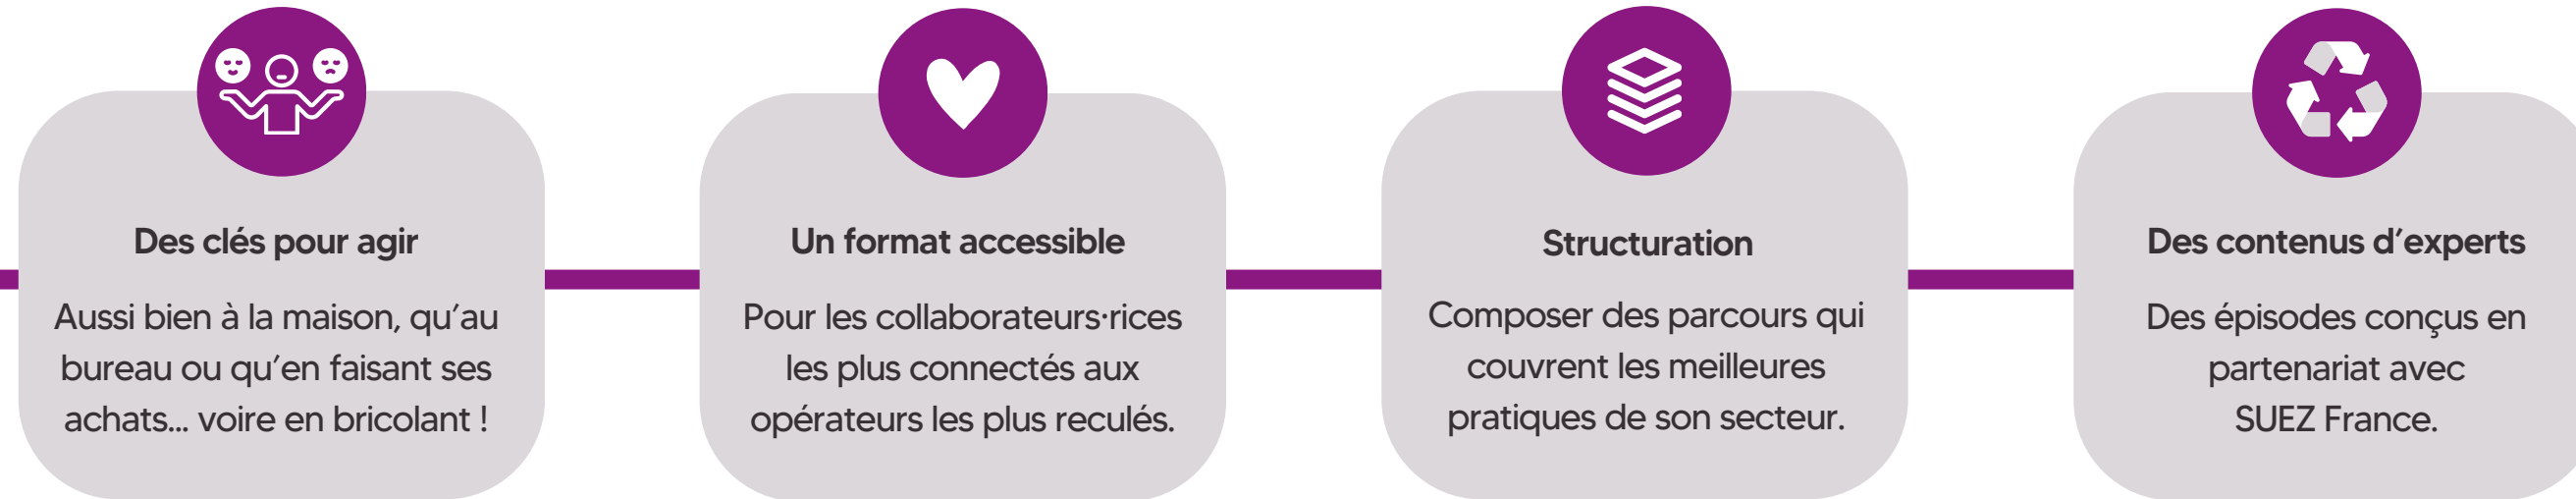 Des clés pour agir
Aussi bien à la maison, qu'au
bureau ou qu'en faisant ses
achats... voire en bricolant !
Un format accessible
Pour les collaborateurs·rices
les plus connectés aux
opérateurs les plus reculés.
Structuration
Composer des parcours qui
couvrent les meilleures
pratiques de son secteur.
Des contenus d'experts
Des épisodes conçus en
partenariat avec
SUEZ France.